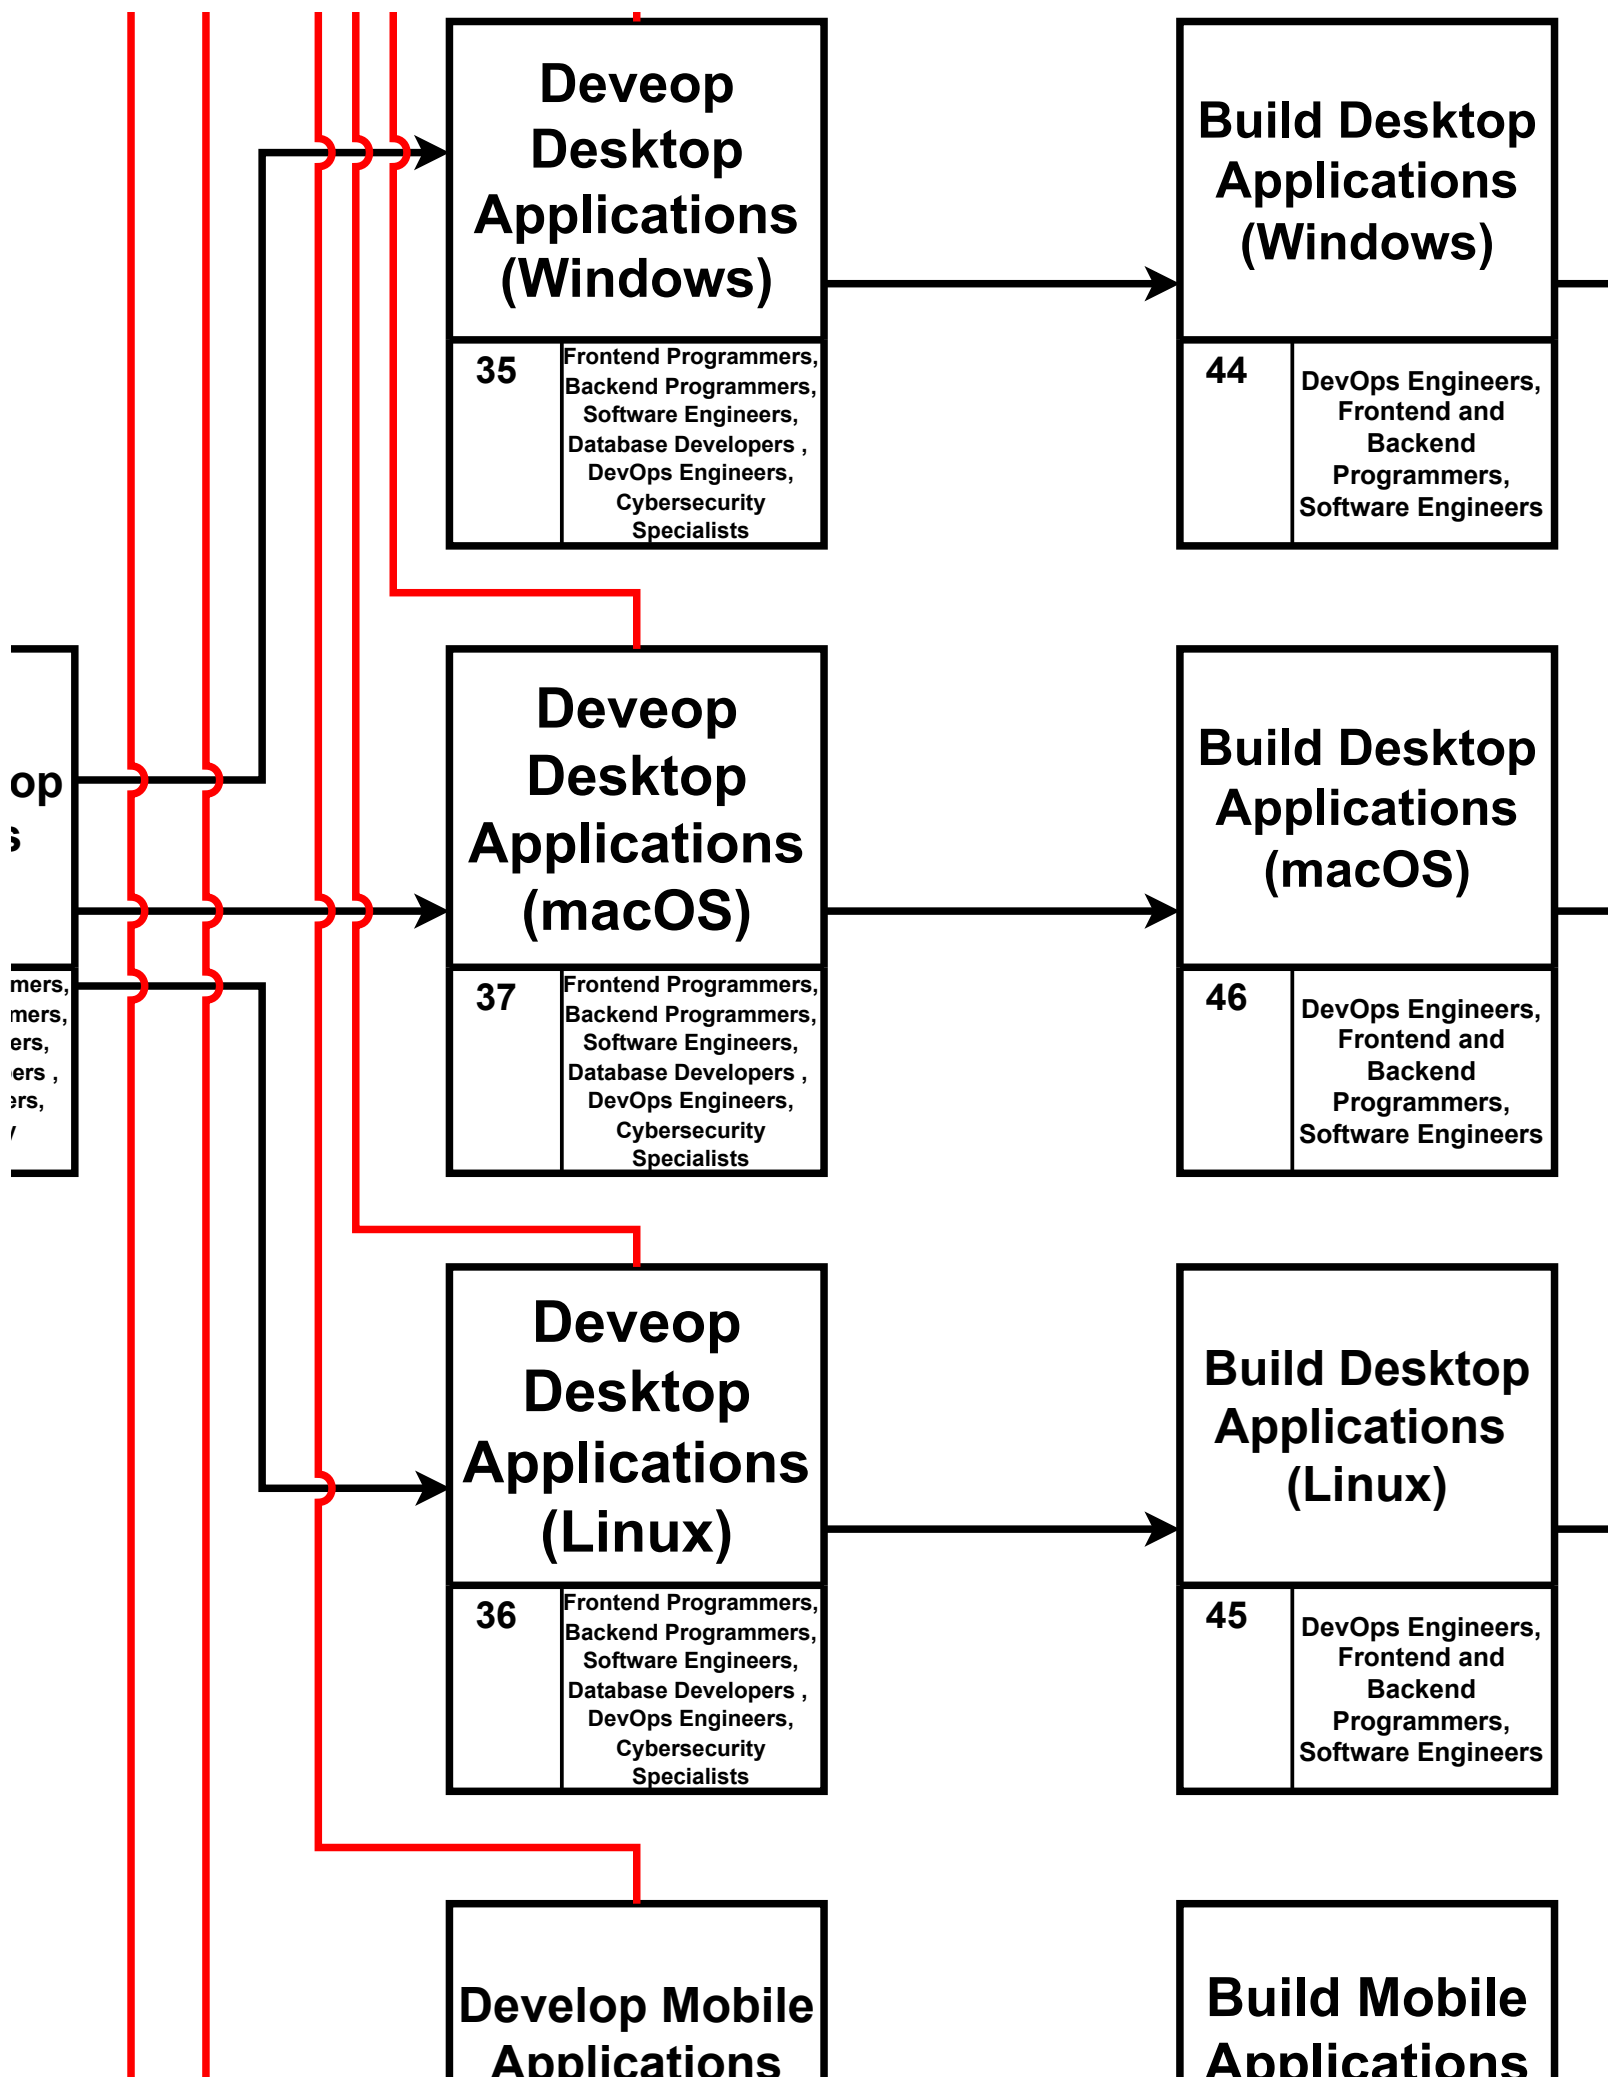 Deveop
Desktop
Applications
(Windows)
35
Frontend Programmers,
Backend Programmers,
Software Engineers,
Database Developers ,
DevOps Engineers,
Cybersecurity
Specialists
Build Desktop
Applications
(Windows)
44
DevOps Engineers,
Frontend and
Backend
Programmers,
Software Engineers
op
s
mers,
mers,
ers,
ers ,
ers,
y
Deveop
Desktop
Applications
(macOS)
37
Frontend Programmers,
Backend Programmers,
Software Engineers,
Database Developers ,
DevOps Engineers,
Cybersecurity
Specialists
Build Desktop
Applications
(macOS)
46
DevOps Engineers,
Frontend and
Backend
Programmers,
Software Engineers
Deveop
Desktop
Applications
(Linux)
36
Frontend Programmers,
Backend Programmers,
Software Engineers,
Database Developers ,
DevOps Engineers,
Cybersecurity
Specialists
Build Desktop
Applications
(Linux)
45
DevOps Engineers,
Frontend and
Backend
Programmers,
Software Engineers
Develop Mobile
Applications
Build Mobile
Applications